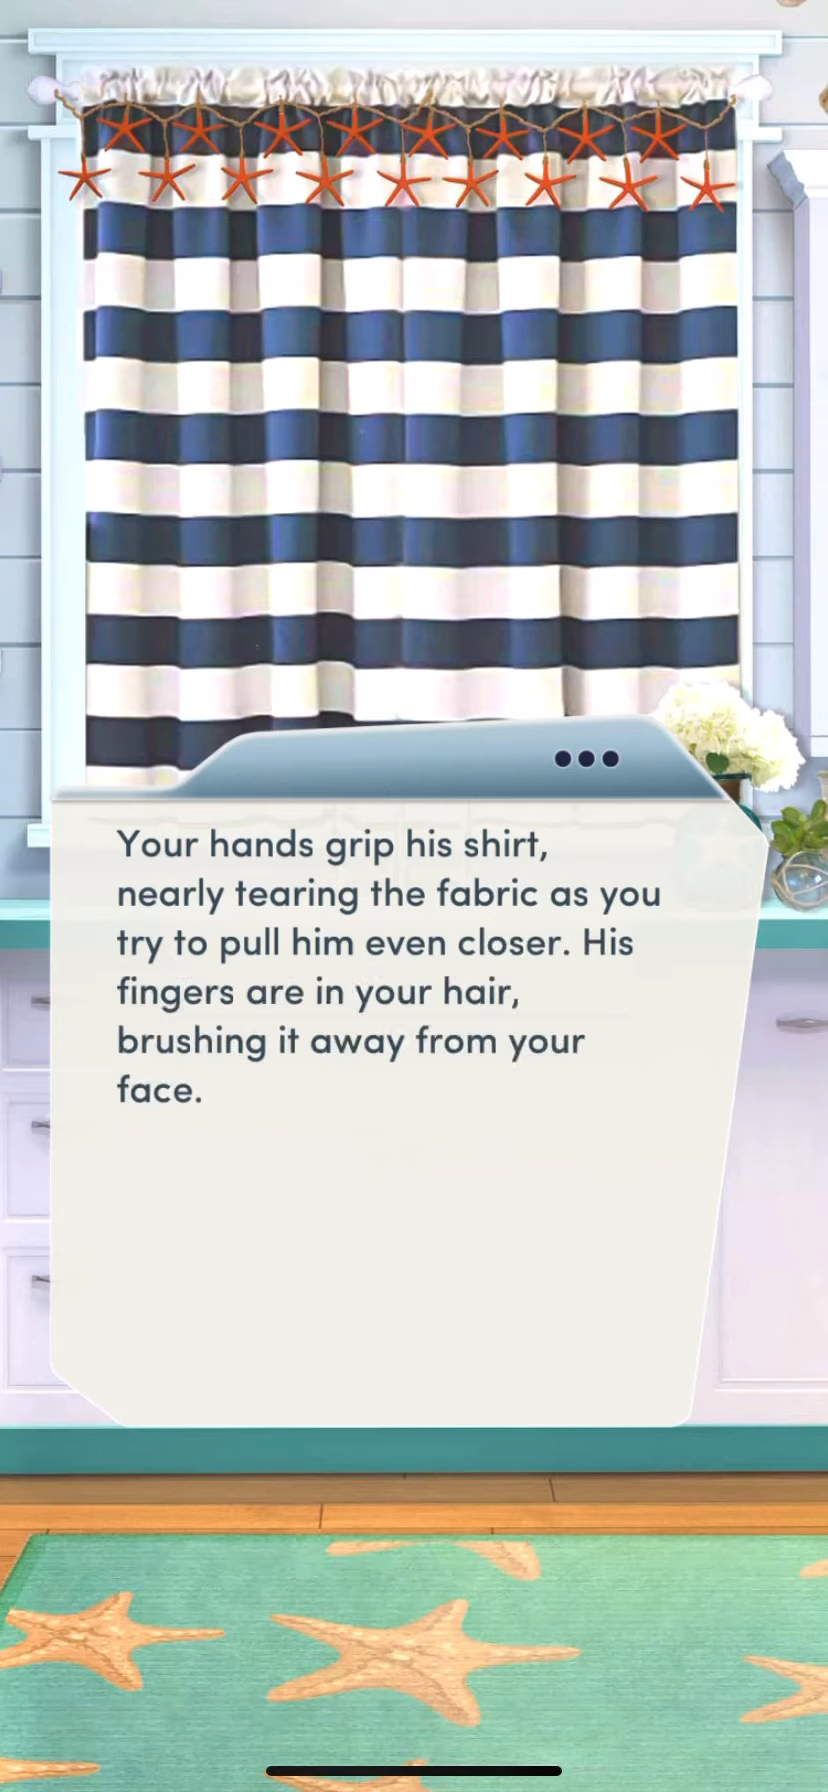 Your hands grip his shirt,
nearly tearing the fabric as you
try to pull him even closer. His
fingers are in your hair,
brushing it away from your
face.